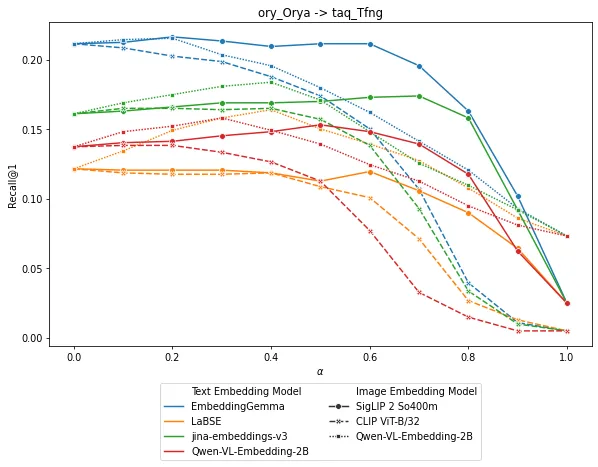 ory_Orya -> taq_Tfng
Recall@1
0.20
0.15
0.10
0.05
0.00
0.0 0.2 0.4 0.6 0.8 1.0
α
Text Embedding Model
EmbeddingGemma
LaBSE
jina-embeddings-v3
Qwen-VL-Embedding-2B
Image Embedding Model
SigLIP 2 So400m
CLIP ViT-B/32
Qwen-VL-Embedding-2B